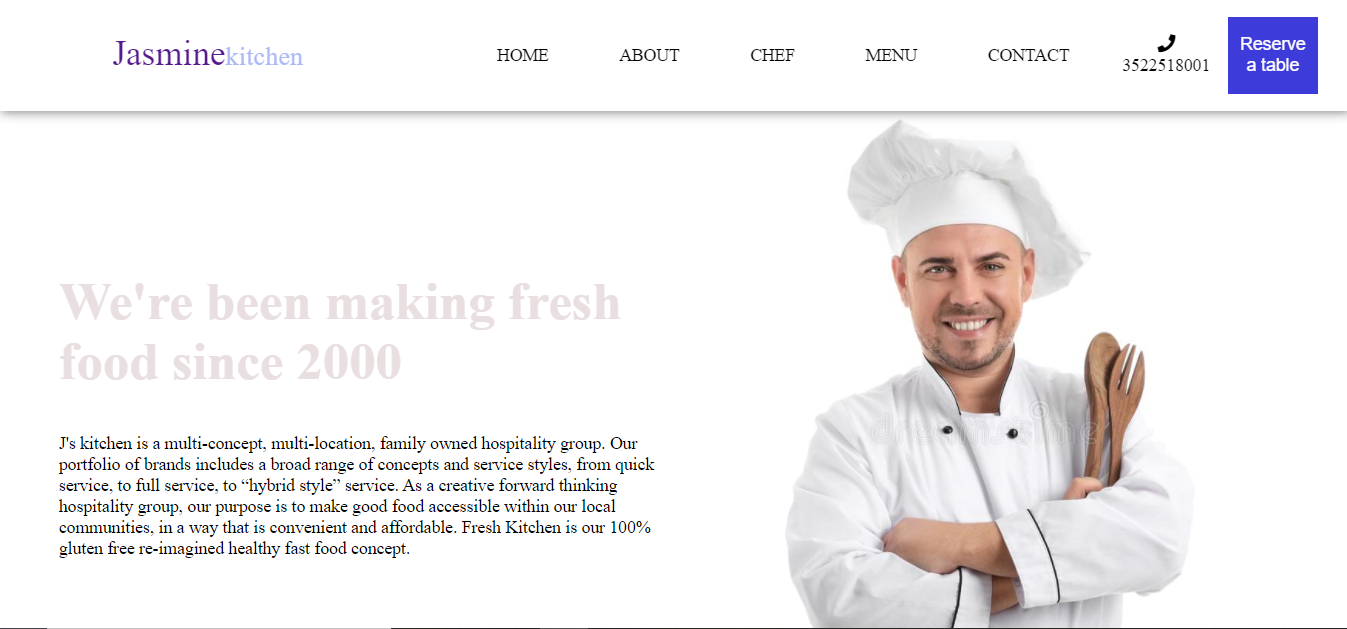 Jasminekitchen
HOME ABOUT CHEF MENU CONTACT
3522518001
Reserve
a table
We're been making fresh
food since 2000
J's kitchen is a multi-concept, multi-location, family owned hospitality group. Our
portfolio of brands includes a broad range of concepts and service styles, from quick
service, to full service, to “hybrid style” service. As a creative forward thinking
hospitality group, our purpose is to make good food accessible within our local
communities, in a way that is convenient and affordable. Fresh Kitchen is our 100%
gluten free re-imagined healthy fast food concept.
dreamstime